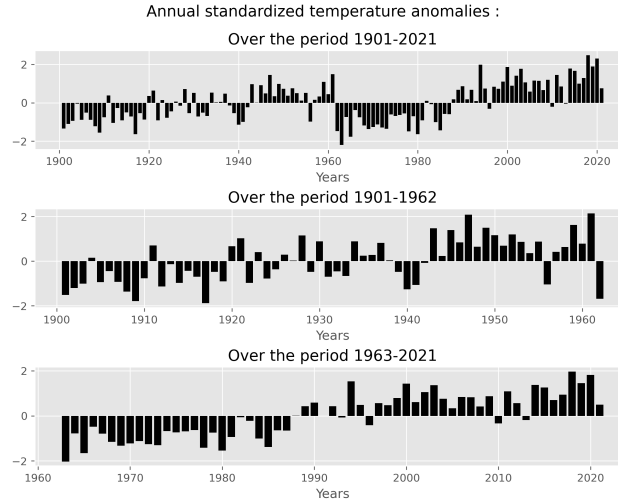 Annual standardized temperature anomalies :
Over the period 1901-2021
2
0
−2
1900 1920 1940 1960 1980 2000 2020
Years
Over the period 1901-1962
2
0
−2
1900 1910 1920 1930 1940 1950 1960
Years
Over the period 1963-2021
2
0
−2
1960 1970 1980 1990 2000 2010 2020
Years